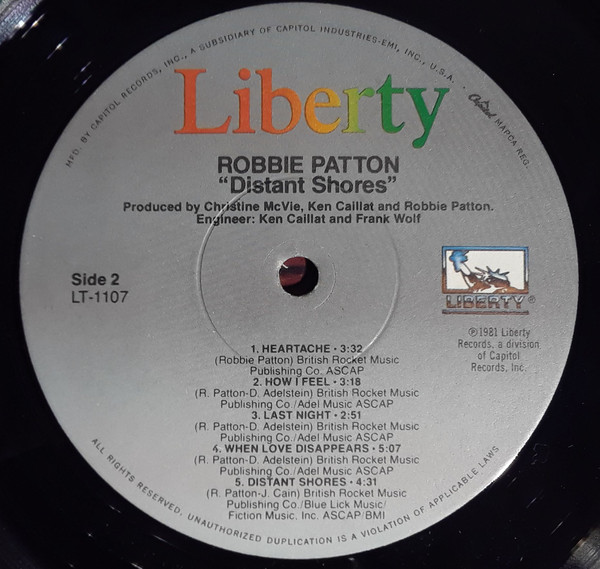 MFD. BY CAPITOL RECORDS, INC., A SUBSIDIARY OF CAPITOL INDUSTRIES-EMI, INC., U.S.A. • Capitol MARCA REG.
Liberty
ROBBIE PATTON
“Distant Shores”
Produced by Christine McVie, Ken Caillat and Robbie Patton.
Engineer: Ken Caillat and Frank Wolf
Side 2
LT-1107
LIBERTY®
℗1981 Liberty
Records, a division
of Capitol
Records, Inc.
1. HEARTACHE • 3:32
(Robbie Patton) British Rocket Music
Publishing Co. ASCAP
2. HOW I FEEL • 3:18
(R. Patton-D. Adelstein) British Rocket Music
Publishing Co./Adel Music ASCAP
3. LAST NIGHT • 2:51
(R. Patton-D. Adelstein) British Rocket Music
Publishing Co./Adel Music ASCAP
4. WHEN LOVE DISAPPEARS • 5:07
(R. Patton-D. Adelstein) British Rocket Music
Publishing Co./Adel Music ASCAP
5. DISTANT SHORES • 4:31
(R. Patton-J. Cain) British Rocket Music
Publishing Co./Blue Lick Music/
Fiction Music, Inc. ASCAP/BMI
ALL RIGHTS RESERVED. UNAUTHORIZED DUPLICATION IS A VIOLATION OF APPLICABLE LAWS